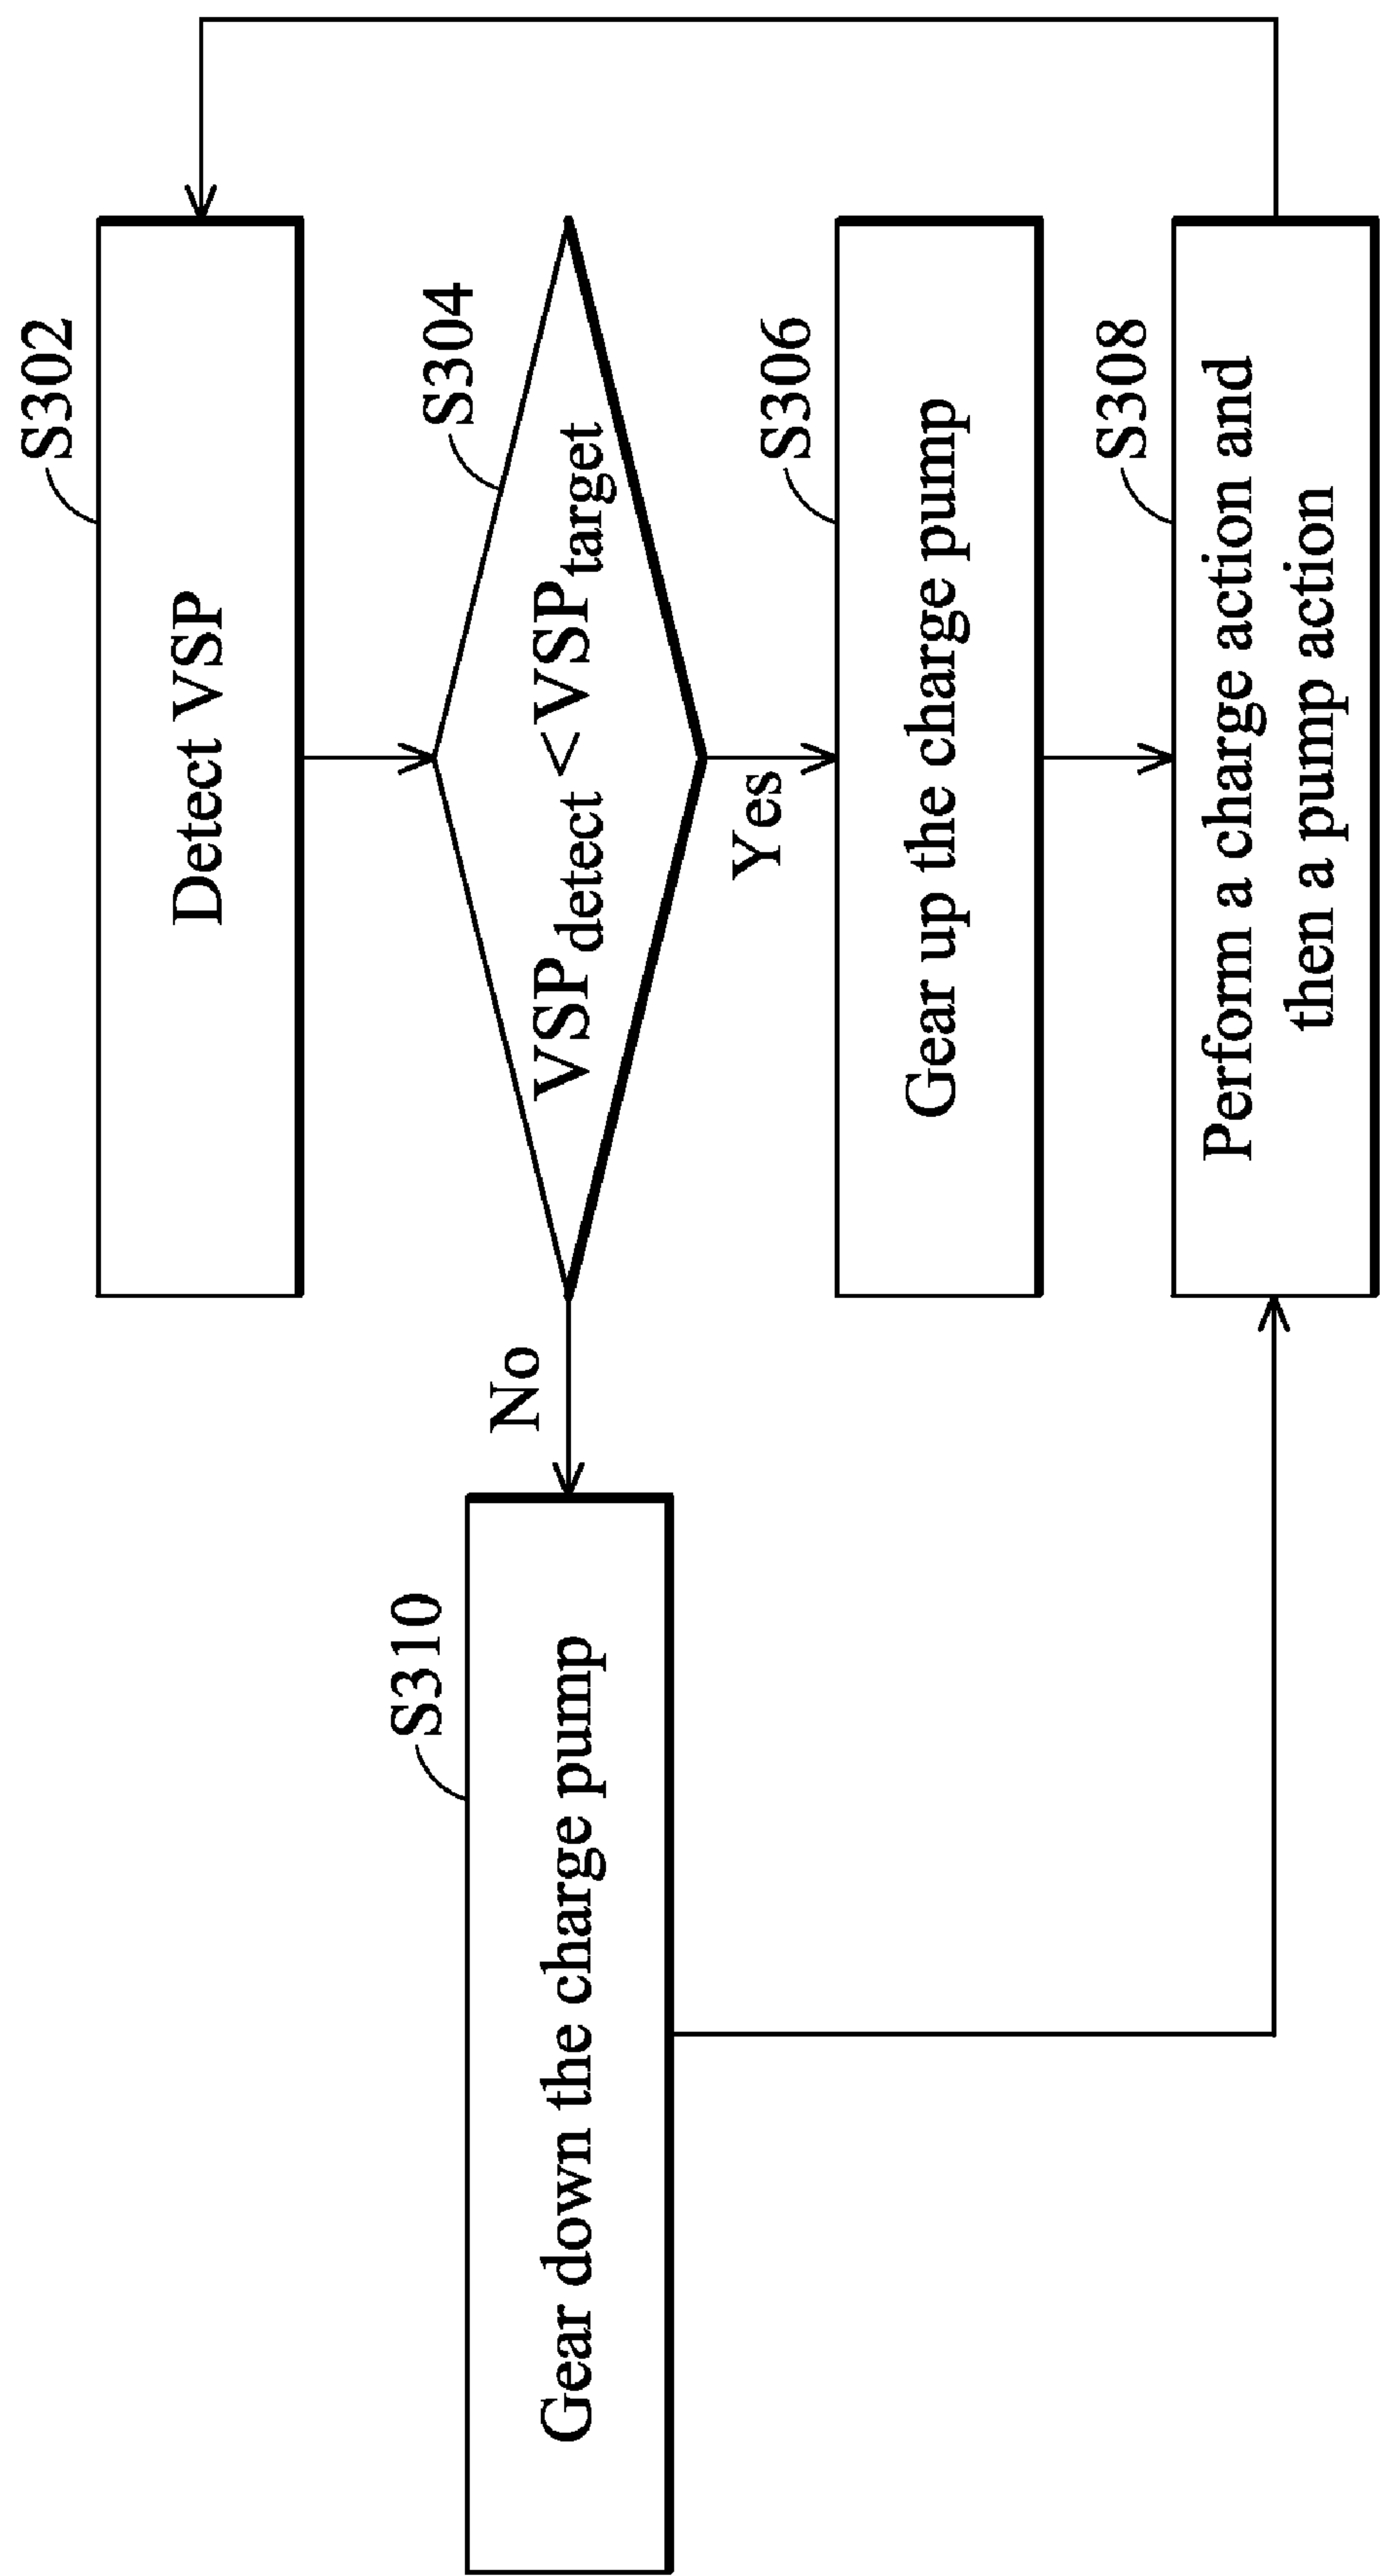 S302
Detect VSP
S304
VSPdetect < VSPtarget
Yes
No
S306
Gear up the charge pump
S308
Perform a charge action and
then a pump action
S310
Gear down the charge pump